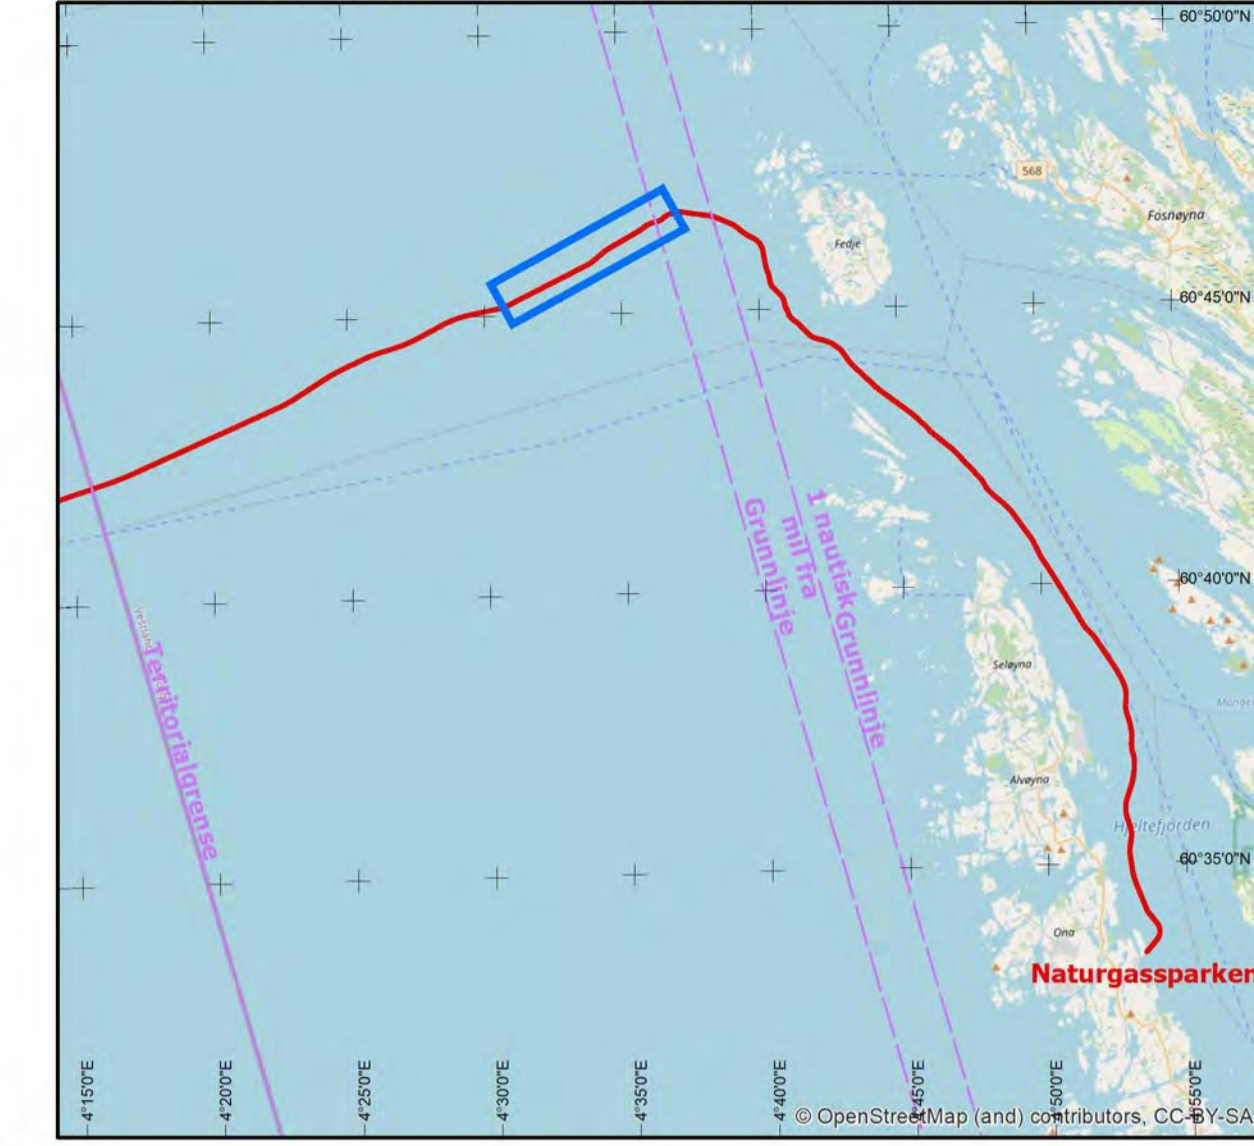 60°50'0"N
568
Fosnøyna
Fedje
60°45'0"N
Grunnlinje
1 nautisk
mil fra
Grunnlinje
60°40'0"N
Vestland
Territorialgrense
Seløyna
Alvøyna
Hjeltefjorden
60°35'0"N
Ona
Naturgassparken
4°15'0"E
4°20'0"E
4°25'0"E
4°30'0"E
4°35'0"E
4°40'0"E
4°45'0"E
4°50'0"E
4°55'0"E
© OpenStreetMap (and) contributors, CC-BY-SA